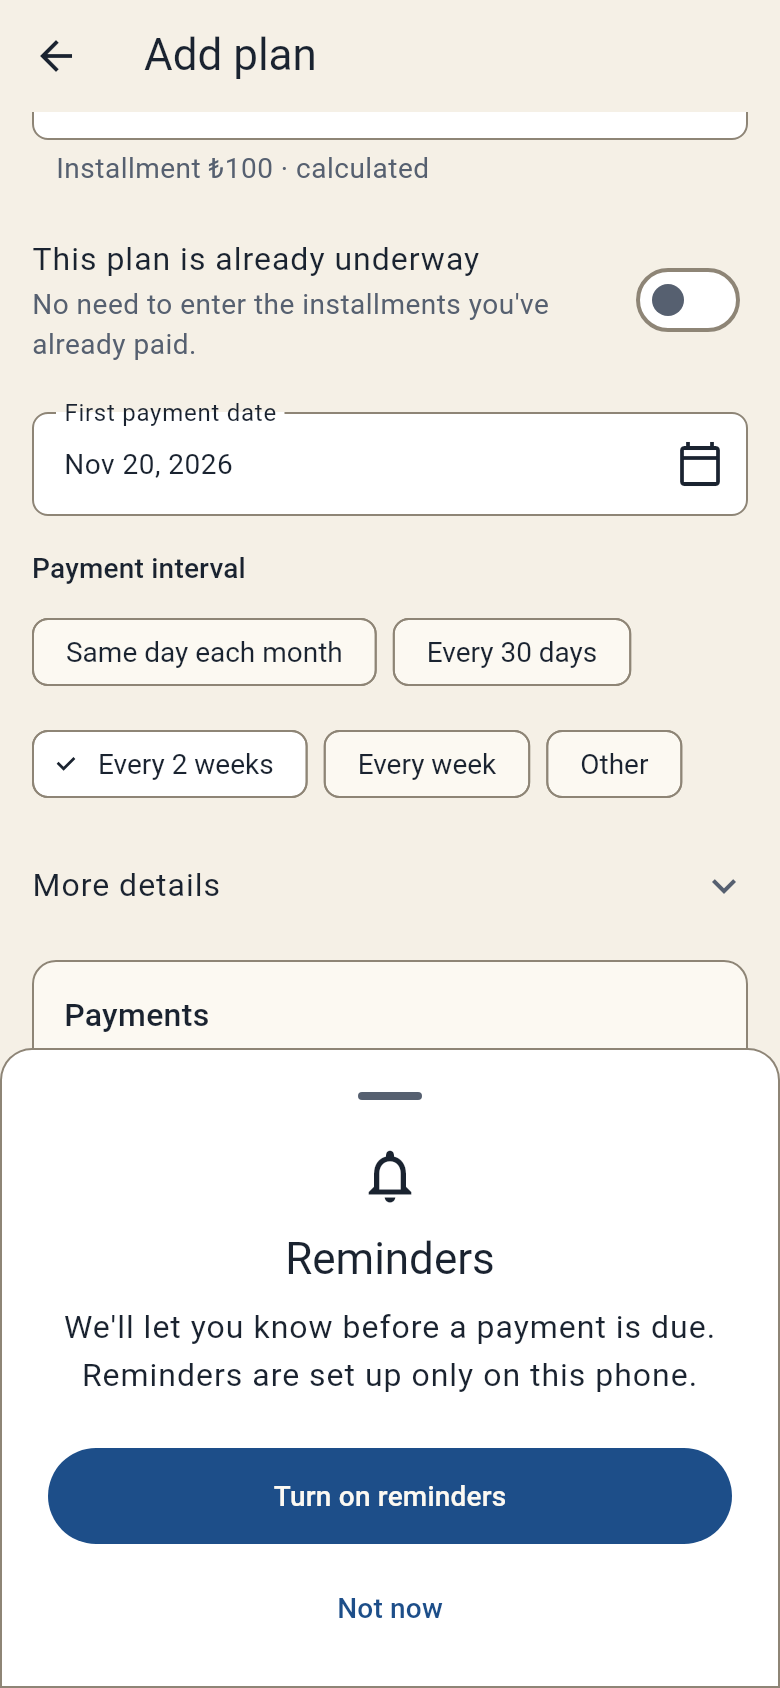 Add plan
Installment ₺100 · calculated
This plan is already underway
No need to enter the installments you've
already paid.
First payment date
Nov 20, 2026
Payment interval
Same day each month
Every 30 days
Every 2 weeks
Every week
Other
More details
Payments
Reminders
We'll let you know before a payment is due.
Reminders are set up only on this phone.
Turn on reminders
Not now